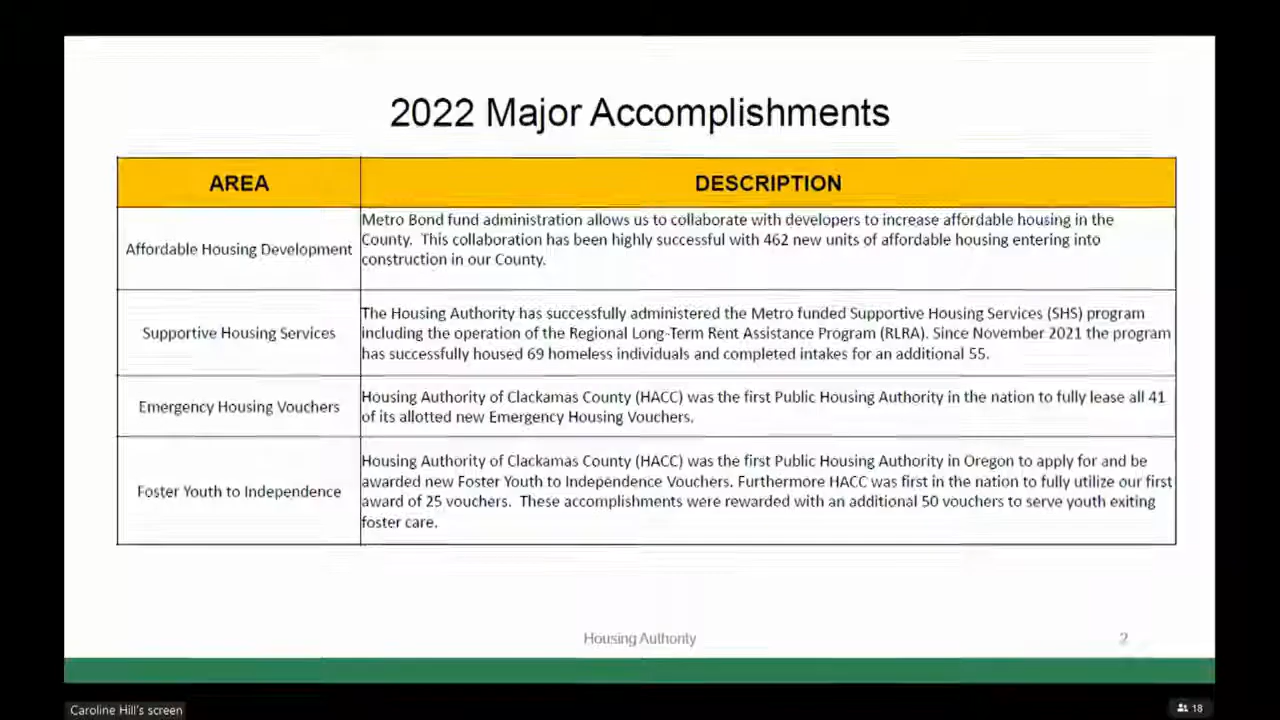 2022 Major Accomplishments
AREA
DESCRIPTION
Affordable Housing Development
Metro Bond fund administration allows us to collaborate with developers to increase affordable housing in the
County. This collaboration has been highly successful with 462 new units of affordable housing entering into
construction in our County.
Supportive Housing Services
The Housing Authority has successfully administered the Metro funded Supportive Housing Services (SHS) program
including the operation of the Regional Long-Term Rent Assistance Program (RLRA). Since November 2021 the program
has successfully housed 69 homeless individuals and completed intakes for an additional 55.
Emergency Housing Vouchers
Housing Authority of Clackamas County (HACC) was the first Public Housing Authority in the nation to fully lease all 41
of its allotted new Emergency Housing Vouchers.
Foster Youth to Independence
Housing Authority of Clackamas County (HACC) was the first Public Housing Authority in Oregon to apply for and be
awarded new Foster Youth to Independence Vouchers. Furthermore HACC was first in the nation to fully utilize our first
award of 25 vouchers. These accomplishments were rewarded with an additional 50 vouchers to serve youth exiting
foster care.
Housing Authority
2
Caroline Hill's screen
18